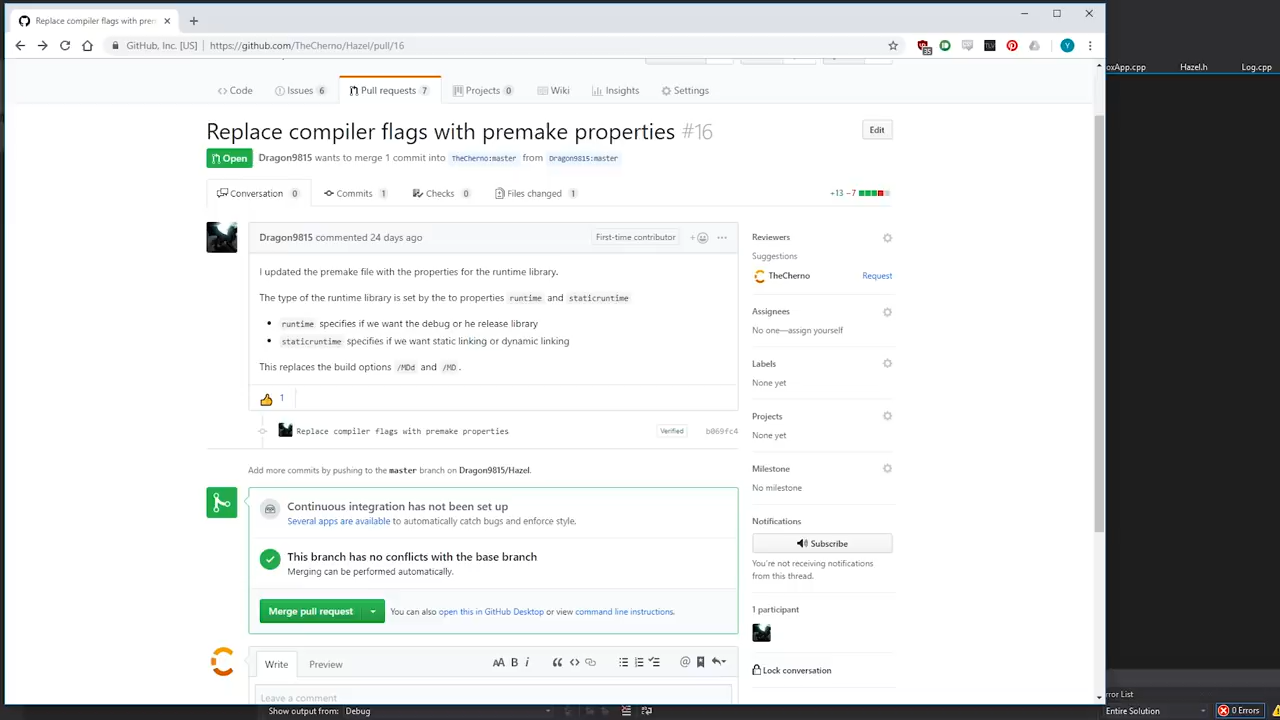 Replace compiler flags with prem
GitHub, Inc. [US]
https://github.com/TheCherno/Hazel/pull/16
35
TLV
Y
oxApp.cpp
Hazel.h
Log.cpp
Code
Issues 6
Pull requests 7
Projects 0
Wiki
Insights
Settings
Replace compiler flags with premake properties #16
Edit
Open
Dragon9815 wants to merge 1 commit into TheCherno:master from Dragon9815:master
Conversation 0
Commits 1
Checks 0
Files changed 1
+13 −7
Dragon9815 commented 24 days ago
First-time contributor
I updated the premake file with the properties for the runtime library.
The type of the runtime library is set by the to properties runtime and staticruntime
• runtime specifies if we want the debug or he release library
• staticruntime specifies if we want static linking or dynamic linking
This replaces the build options /MDd and /MD.
1
Replace compiler flags with premake properties
Verified
b069fc4
Add more commits by pushing to the master branch on Dragon9815/Hazel.
Continuous integration has not been set up
Several apps are available to automatically catch bugs and enforce style.
This branch has no conflicts with the base branch
Merging can be performed automatically.
Merge pull request
You can also open this in GitHub Desktop or view command line instructions.
Write
Preview
AA B i
Leave a comment
Reviewers
Suggestions
TheCherno
Request
Assignees
No one—assign yourself
Labels
None yet
Projects
None yet
Milestone
No milestone
Notifications
Subscribe
You're not receiving notifications
from this thread.
1 participant
Lock conversation
rror List
Show output from: Debug
Entire Solution
0 Errors